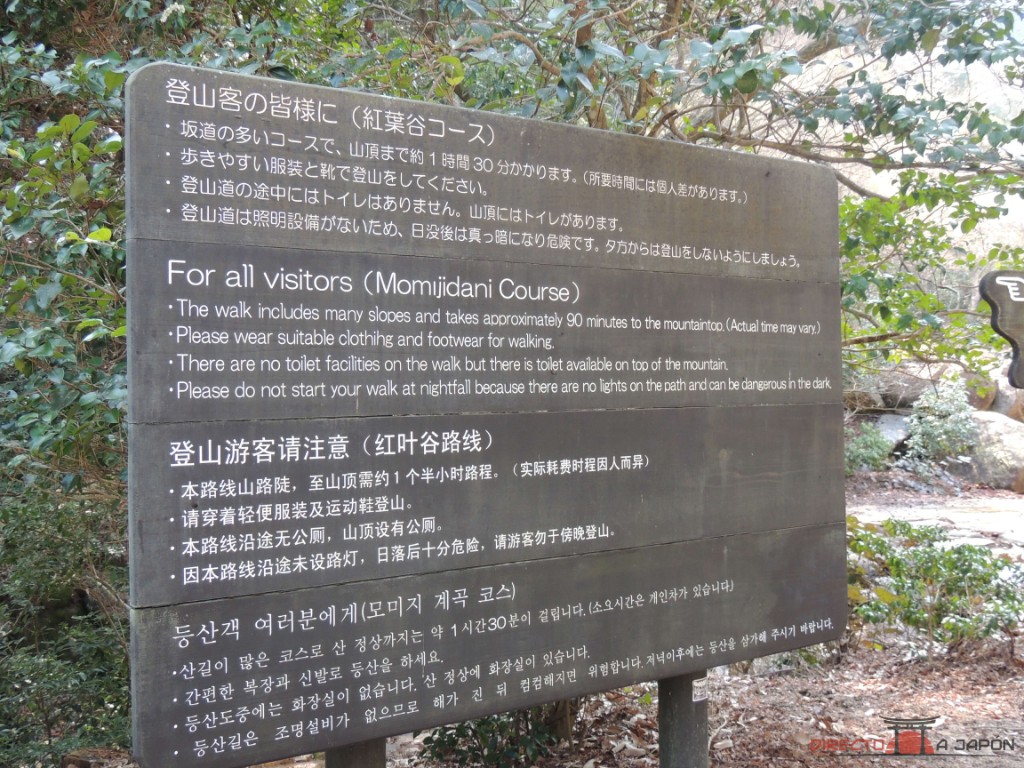 登山客の皆様に（紅葉谷コース）
・坂道の多いコースで、山頂まで約1時間30分かかります。（所要時間には個人差があります。）
・歩きやすい服装と靴で登山をしてください。
・登山道の途中にはトイレはありません。山頂にはトイレがあります。
・登山道は照明設備がないため、日没後は真っ暗になり危険です。夕方からは登山をしないようにしましょう。
For all visitors（Momijidani Course）
・The walk includes many slopes and takes approximately 90 minutes to the mountaintop.（Actual time may vary.）
・Please wear suitable clothihg and footwear for walking.
・There are no toilet facilities on the walk but there is toilet available on top of the mountain.
・Please do not start your walk at nightfall because there are no lights on the path and can be dangerous in the dark.
登山游客请注意（红叶谷路线）
・本路线山路陡，至山顶需约1个半小时路程。（实际耗费时程因人而异）
・请穿着轻便服装及运动鞋登山。
・本路线沿途无公厕，山顶设有公厕。
・因本路线沿途未设路灯，日落后十分危险，请游客勿于傍晚登山。
등산객 여러분에게(모미지 계곡 코스)
・산길이 많은 코스로 산 정상까지는 약 1시간30분이 걸립니다.(소요시간은 개인차가 있습니다)
・간편한 복장과 신발로 등산을 하세요.
・등산도중에는 화장실이 없습니다. 산 정상에 화장실이 있습니다.
・등산길은 조명설비가 없으므로 해가 진 뒤 컴컴해지면 위험합니다. 저녁이후에는 등산을 삼가해 주시기 바랍니다.
DIRECTO A JAPÓN